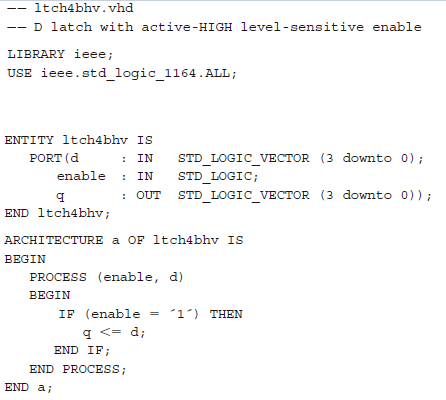 -- ltch4bhv.vhd
-- D latch with active-HIGH level-sensitive enable
LIBRARY ieee;
USE ieee.std_logic_1164.ALL;
ENTITY ltch4bhv IS
PORT(d : IN STD_LOGIC_VECTOR (3 downto 0);
enable : IN STD_LOGIC;
q : OUT STD_LOGIC_VECTOR (3 downto 0));
END ltch4bhv;
ARCHITECTURE a OF ltch4bhv IS
BEGIN
PROCESS (enable, d)
BEGIN
IF (enable = ´1´) THEN
q <= d;
END IF;
END PROCESS;
END a;